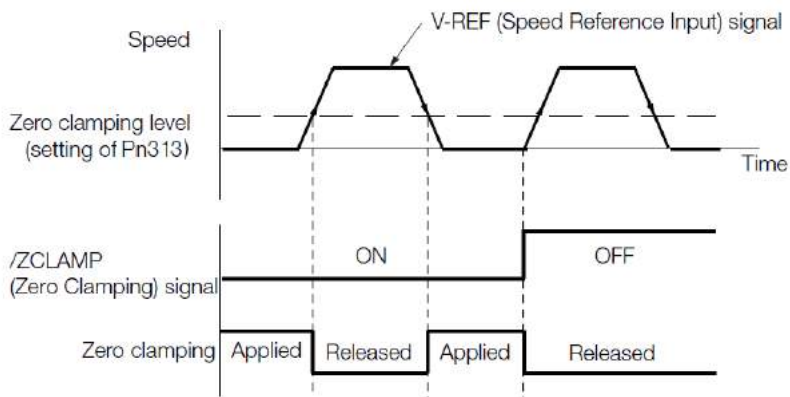 V-REF (Speed Reference Input) signal
Speed
Zero clamping level
(setting of Pn313)
Time
/ZCLAMP
(Zero Clamping) signal
ON
OFF
Zero clamping
Applied
Released
Applied
Released